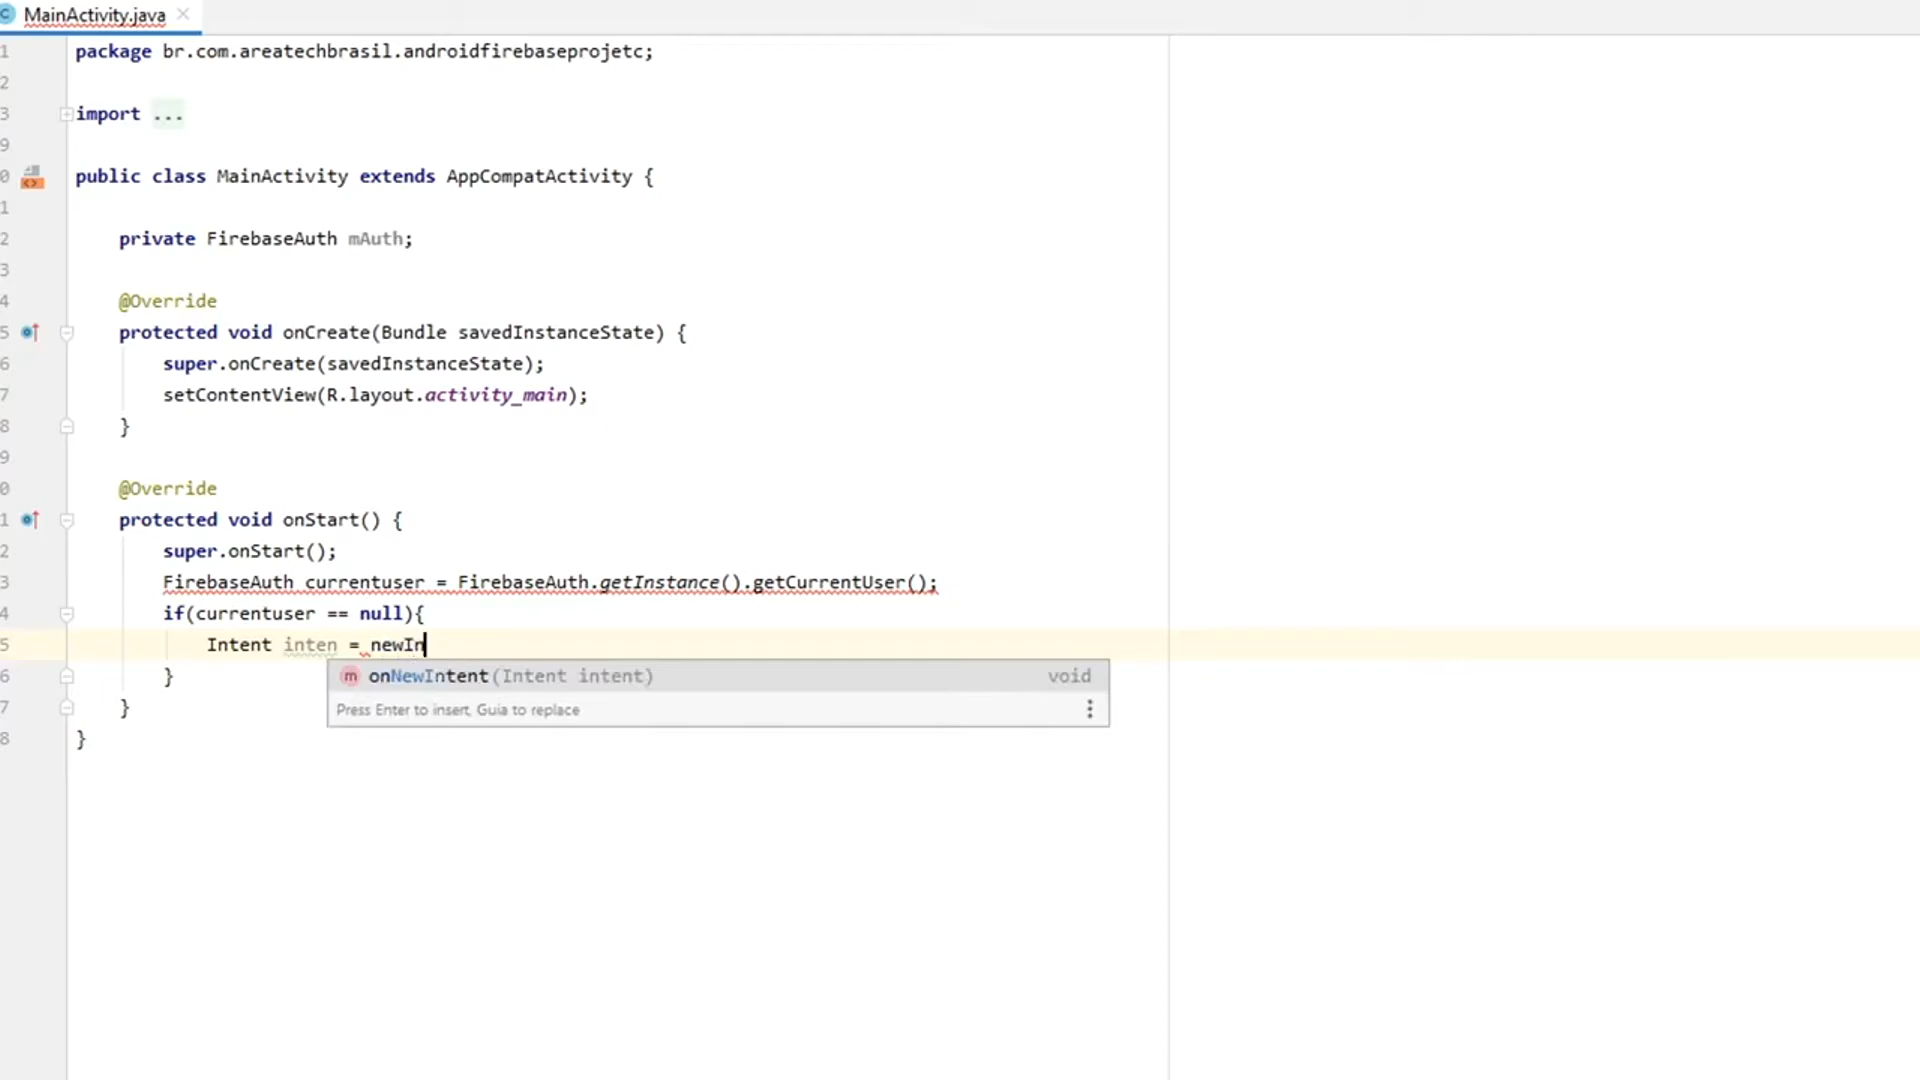 MainActivity.java
1 package br.com.areatechbrasil.androidfirebaseprojetc;
2
3 import ...
9
0 public class MainActivity extends AppCompatActivity {
1
2 private FirebaseAuth mAuth;
3
4 @Override
5 protected void onCreate(Bundle savedInstanceState) {
6 super.onCreate(savedInstanceState);
7 setContentView(R.layout.activity_main);
8 }
9
0 @Override
1 protected void onStart() {
2 super.onStart();
3 FirebaseAuth currentuser = FirebaseAuth.getInstance().getCurrentUser();
4 if(currentuser == null){
5 Intent inten = newIn
6 }
m onNewIntent(Intent intent) void
7 }
Press Enter to insert, Guia to replace
8 }